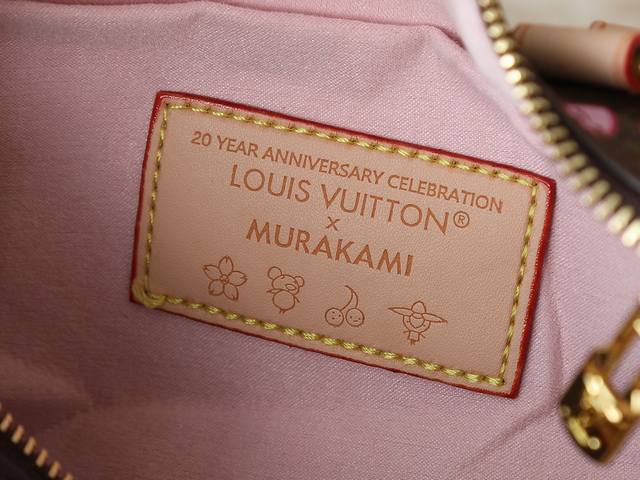 20 YEAR ANNIVERSARY CELEBRATION
LOUIS VUITTON®
x
MURAKAMI